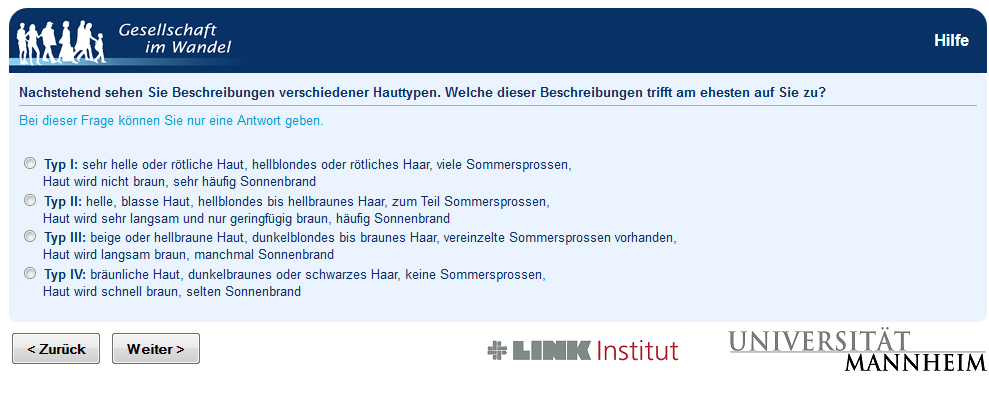 Gesellschaft
im Wandel
Hilfe
Nachstehend sehen Sie Beschreibungen verschiedener Hauttypen. Welche dieser Beschreibungen trifft am ehesten auf Sie zu?
Bei dieser Frage können Sie nur eine Antwort geben.
Typ I: sehr helle oder rötliche Haut, hellblondes oder rötliches Haar, viele Sommersprossen,
Haut wird nicht braun, sehr häufig Sonnenbrand
Typ II: helle, blasse Haut, hellblondes bis hellbraunes Haar, zum Teil Sommersprossen,
Haut wird sehr langsam und nur geringfügig braun, häufig Sonnenbrand
Typ III: beige oder hellbraune Haut, dunkelblondes bis braunes Haar, vereinzelte Sommersprossen vorhanden,
Haut wird langsam braun, manchmal Sonnenbrand
Typ IV: bräunliche Haut, dunkelbraunes oder schwarzes Haar, keine Sommersprossen,
Haut wird schnell braun, selten Sonnenbrand
< Zurück
Weiter >
LINK Institut
UNIVERSITÄT
MANNHEIM